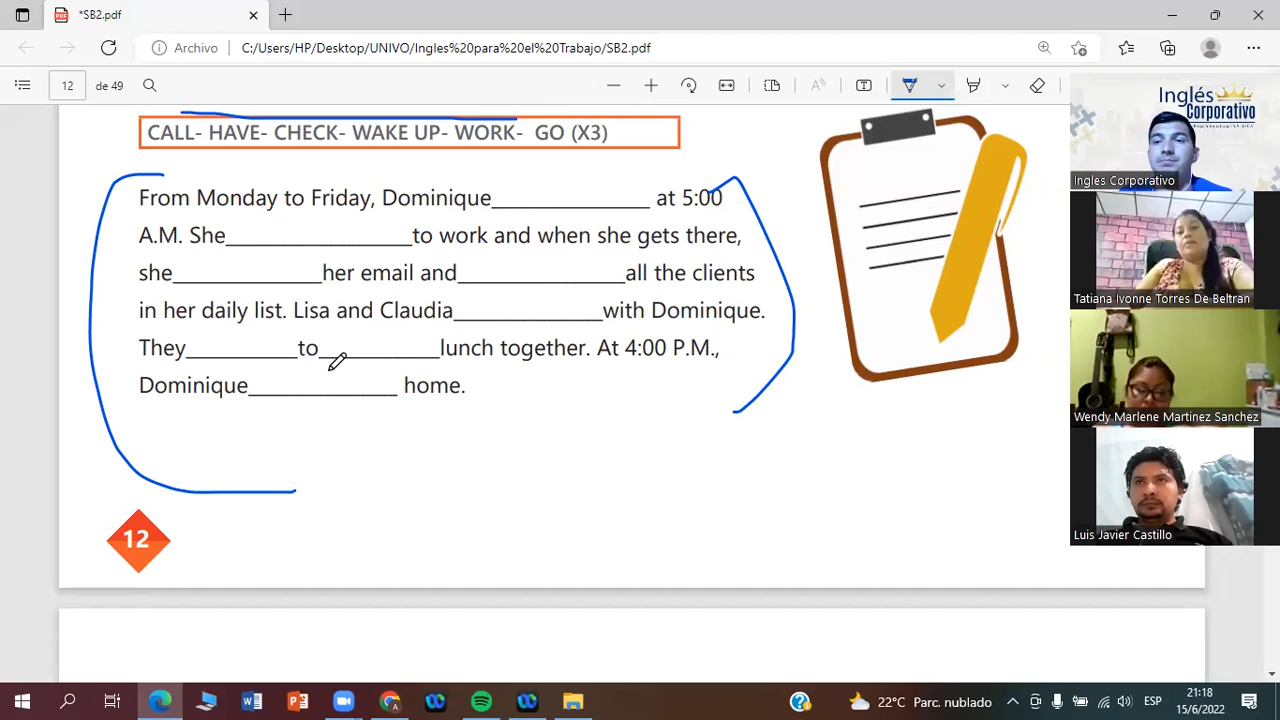 *SB2.pdf
Archivo
C:/Users/HP/Desktop/UNIVO/Ingles%20para%20el%20Trabajo/SB2.pdf
12
de 49
CALL- HAVE- CHECK- WAKE UP- WORK- GO (X3)
From Monday to Friday, Dominique_______________ at 5:00
A.M. She_________________to work and when she gets there,
she______________her email and________________all the clients
in her daily list. Lisa and Claudia______________with Dominique.
They__________to___________lunch together. At 4:00 P.M.,
Dominique______________ home.
12
Inglés
Corporativo
Ingles Corporativo
Tatiana Ivonne Torres De Beltran
Wendy Marlene Martinez Sanchez
Luis Javier Castillo
22°C Parc. nublado
ESP
21:18
15/6/2022